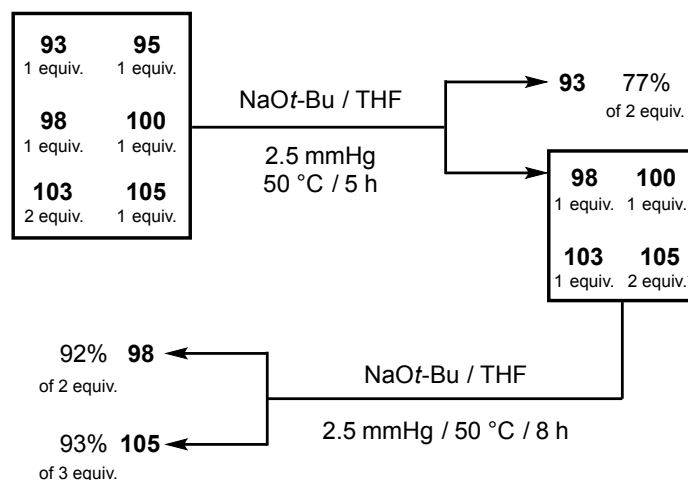 93 95
1 equiv. 1 equiv.
98 100
1 equiv. 1 equiv.
103 105
2 equiv. 1 equiv.
NaOt-Bu / THF
2.5 mmHg
50 °C / 5 h
93 77%
of 2 equiv.
98 100
1 equiv. 1 equiv.
103 105
1 equiv. 2 equiv.
92% 98
of 2 equiv.
93% 105
of 3 equiv.
NaOt-Bu / THF
2.5 mmHg / 50 °C / 8 h